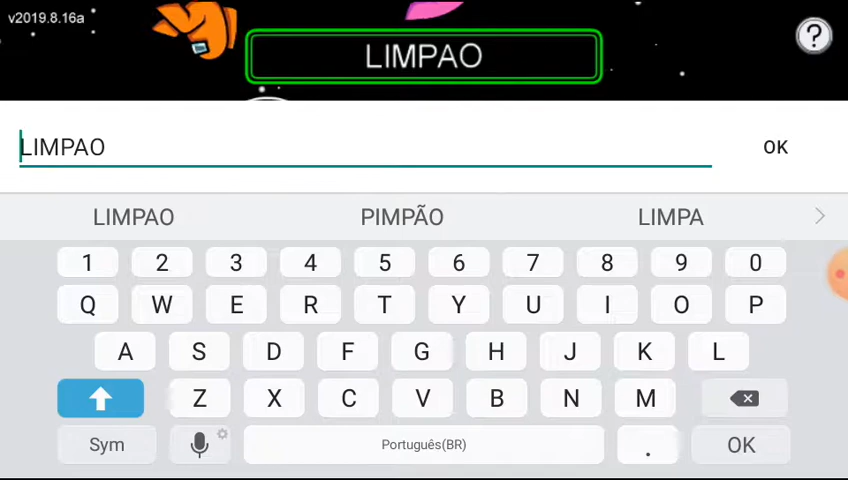 v2019.8.16a
LIMPAO
?
LIMPAO
OK
LIMPAO PIMPÃO LIMPA
1 2 3 4 5 6 7 8 9 0
Q W E R T Y U I O P
A S D F G H J K L
Z X C V B N M
Sym Português(BR) . OK